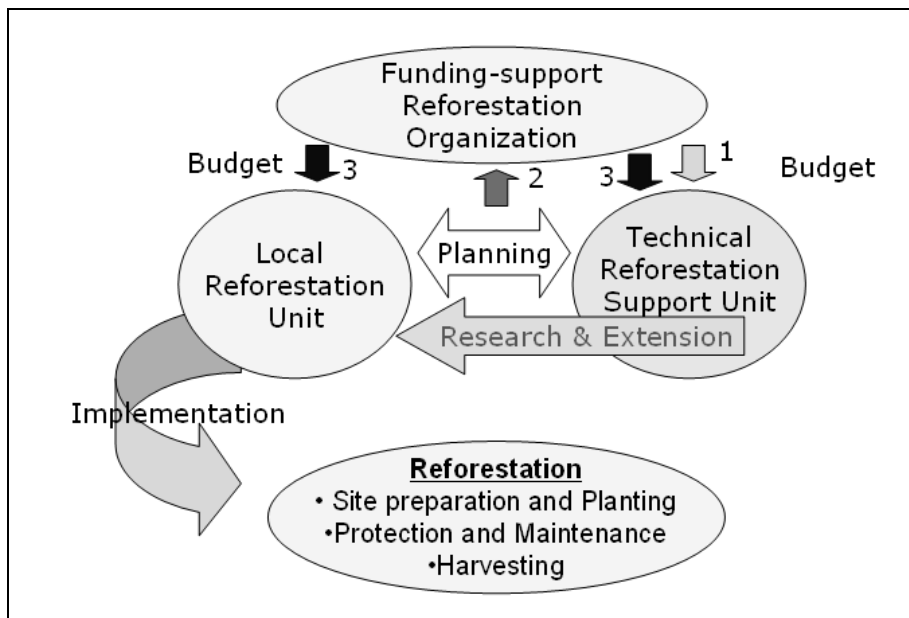 Funding-support
Reforestation
Organization
Budget
3
2
3
1
Budget
Local
Reforestation
Unit
Planning
Technical
Reforestation
Support Unit
Research & Extension
Implementation
Reforestation
• Site preparation and Planting
•Protection and Maintenance
•Harvesting